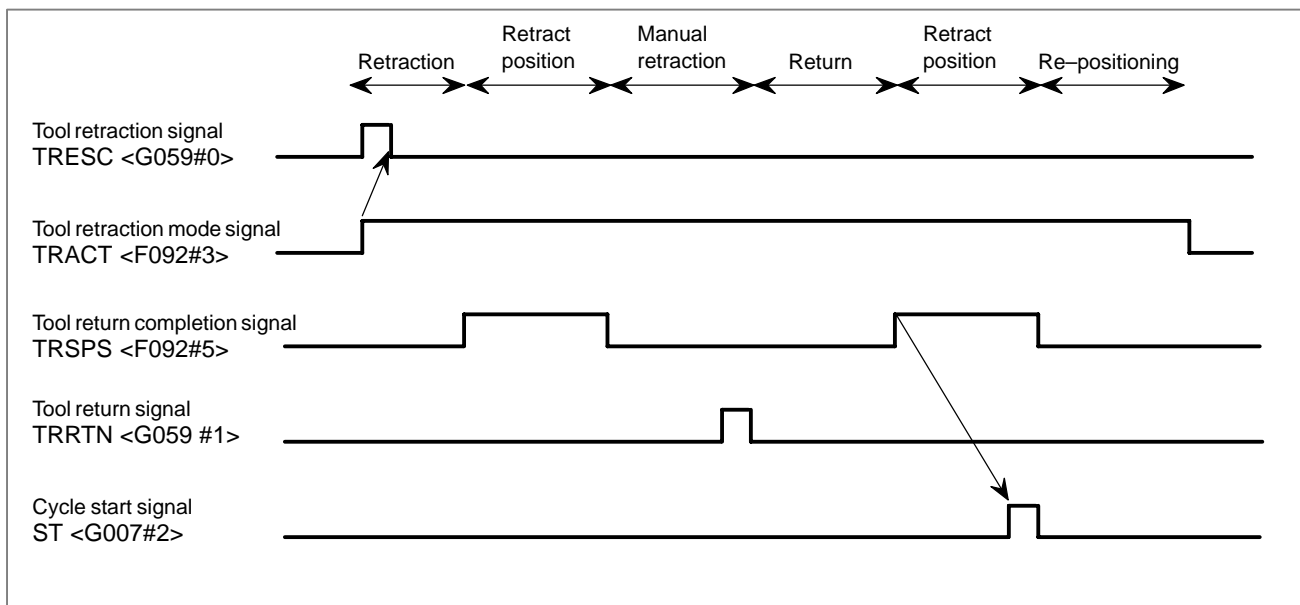 Retraction
Retract
position
Manual
retraction
Return
Retract
position
Re–positioning
Tool retraction signal
TRESC <G059#0>
Tool retraction mode signal
TRACT <F092#3>
Tool return completion signal
TRSPS <F092#5>
Tool return signal
TRRTN <G059 #1>
Cycle start signal
ST <G007#2>